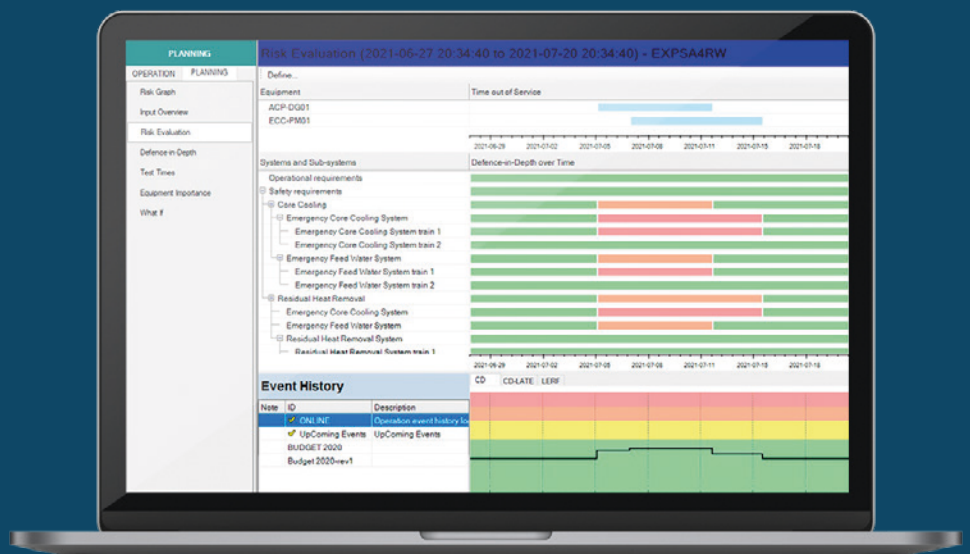 PLANNING
Risk Evaluation (2021-06-27 20:34:40 to 2021-07-20 20:34:40) - EXPSA4RW
OPERATION PLANNING
Define...
Risk Graph
Input Overview
Risk Evaluation
Defence-in-Depth
Test Times
Equipment Importance
What If
Equipment Time out of Service
ACP-DG01
ECC-PM01
2021-06-29 2021-07-02 2021-07-05 2021-07-08 2021-07-11 2021-07-15 2021-07-18
Systems and Sub-systems Defence-in-Depth over Time
Operational requirements
Safety requirements
Core Cooling
Emergency Core Cooling System
Emergency Core Cooling System train 1
Emergency Core Cooling System train 2
Emergency Feed Water System
Emergency Feed Water System train 1
Emergency Feed Water System train 2
Residual Heat Removal
Emergency Core Cooling System
Emergency Feed Water System
Residual Heat Removal System
Residual Heat Removal System train 1
2021-06-29 2021-07-02 2021-07-05 2021-07-08 2021-07-11 2021-07-15 2021-07-18
Event History
CD CD-LATE LERF
Note ID Description
ONLINE Operation event history lo
UpComing Events UpComing Events
BUDGET 2020
Budget 2020-rev1